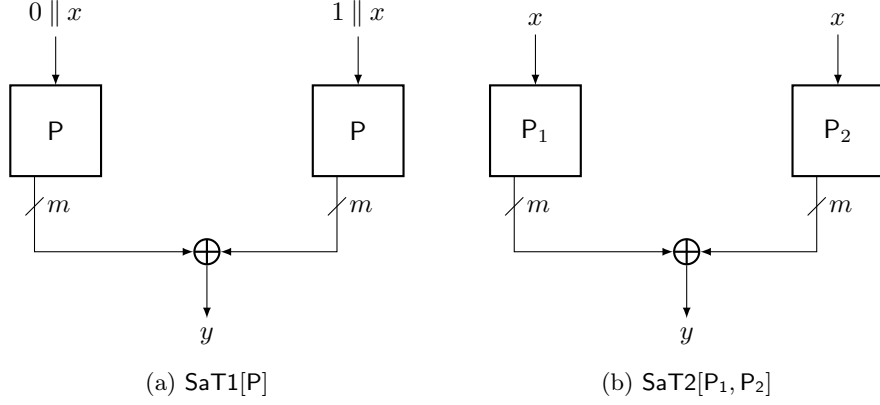 0 ∥ x 1 ∥ x x x
P P P₁ P₂
m m m m
y y
(a) SaT1[P] (b) SaT2[P₁, P₂]